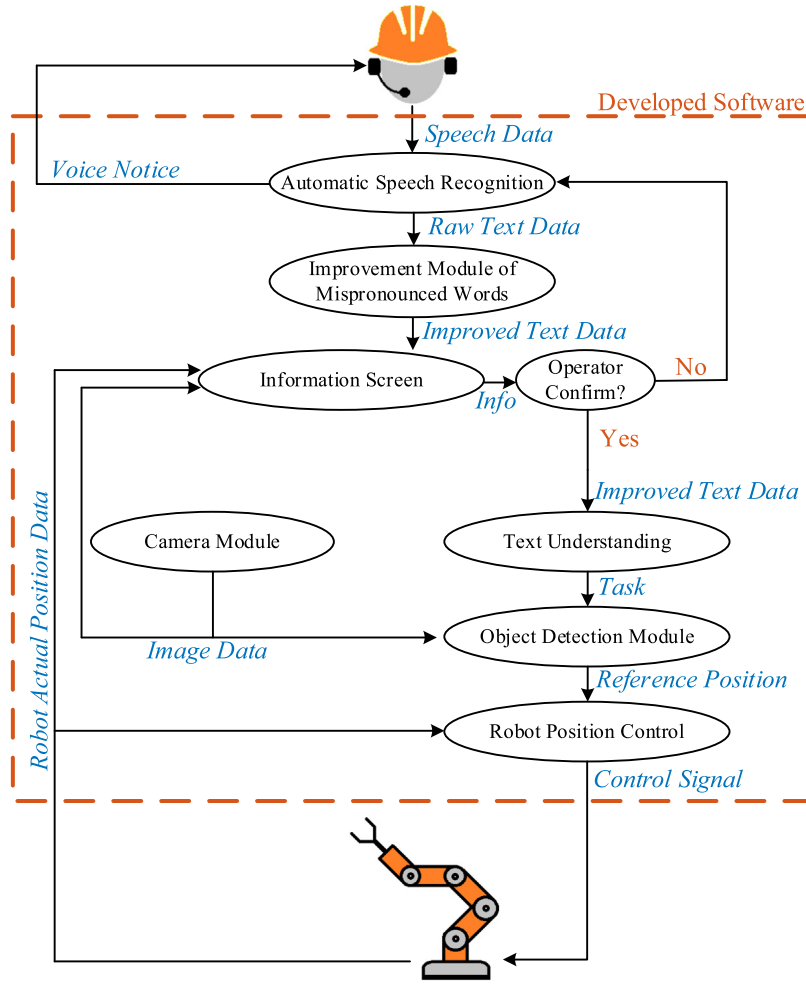 Developed Software
Speech Data
Voice Notice
Automatic Speech Recognition
Raw Text Data
Improvement Module of
Mispronounced Words
Improved Text Data
Information Screen
Info
Operator
Confirm?
No
Yes
Improved Text Data
Camera Module
Text Understanding
Task
Image Data
Object Detection Module
Reference Position
Robot Actual Position Data
Robot Position Control
Control Signal